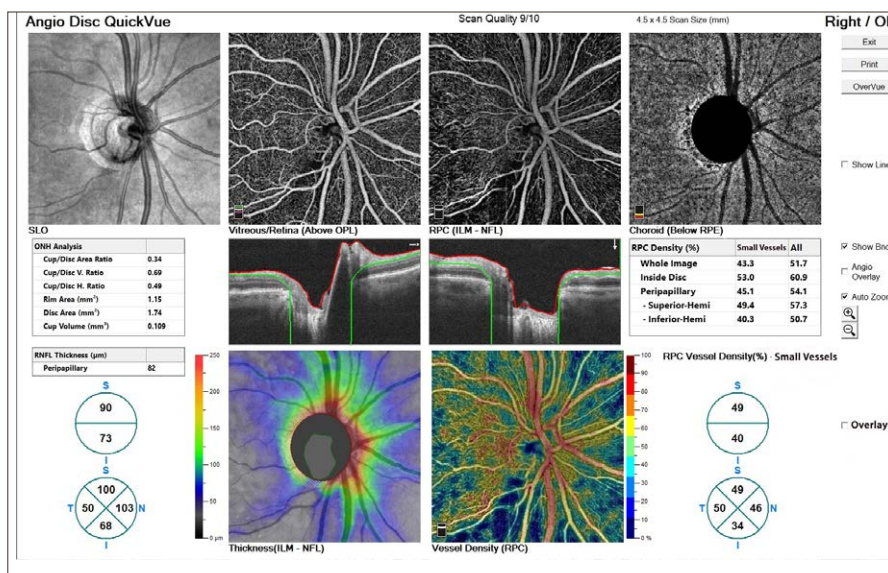 Angio Disc QuickVue
Scan Quality 9/10
4.5 x 4.5 Scan Size (mm)
Right /
Exit
Print
OverVue
Show
SLO
Vitreous/Retina (Above OPL)
RPC (ILM - NFL)
Choroid (Below RPE)
ONH Analysis
Cup/Disc Area Ratio 0.34
Cup/Disc V. Ratio 0.69
Cup/Disc H. Ratio 0.49
Rim Area (mm²) 1.15
Disc Area (mm²) 1.74
Cup Volume (mm³) 0.109
RPC Density (%) Small Vessels All
Whole Image 43.3 51.7
Inside Disc 53.0 60.9
Peripapillary 45.1 54.1
- Superior-Hemi 49.4 57.3
- Inferior-Hemi 40.3 50.7
Show
Angio
Overlay
Auto Zoom
RNFL Thickness (µm)
Peripapillary 82
S
90
73
I
S
100
T 50 103 N
68
I
250
200
150
100
50
0 µm
Thickness(ILM - NFL)
100
90
80
70
60
50
40
30
20
10
0 %
Vessel Density (RPC)
RPC Vessel Density(%) - Small Vessels
S
49
40
I
S
49
T 50 46 N
34
I
Overlay